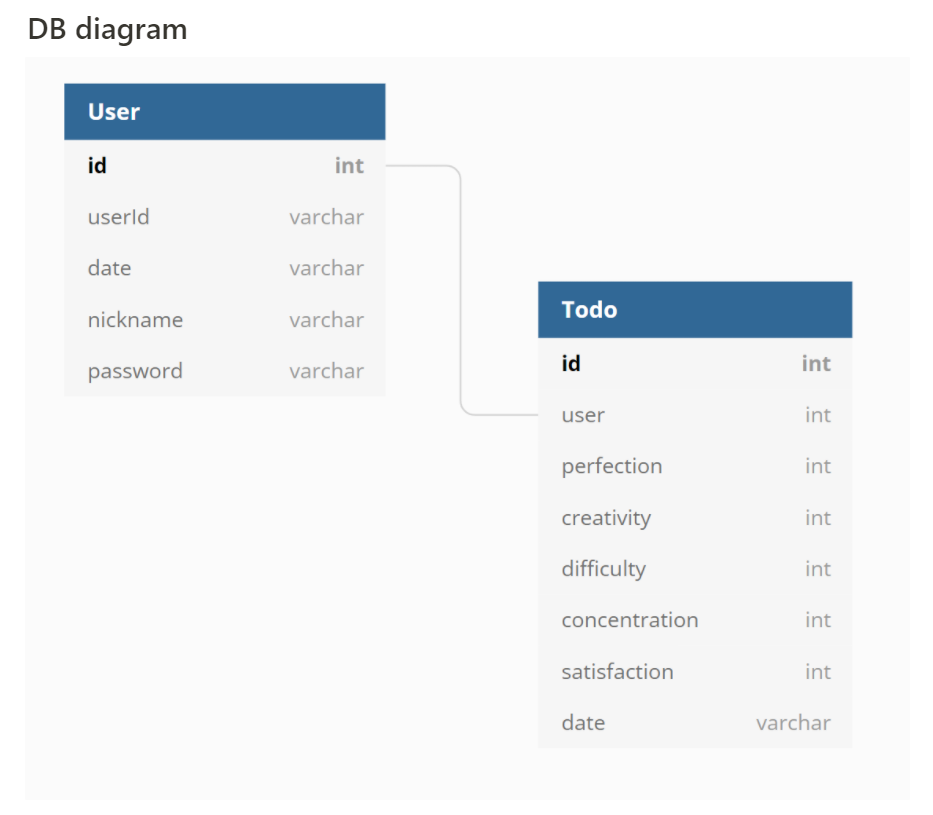 DB diagram
User
id int
userId varchar
date varchar
nickname varchar
password varchar
Todo
id int
user int
perfection int
creativity int
difficulty int
concentration int
satisfaction int
date varchar